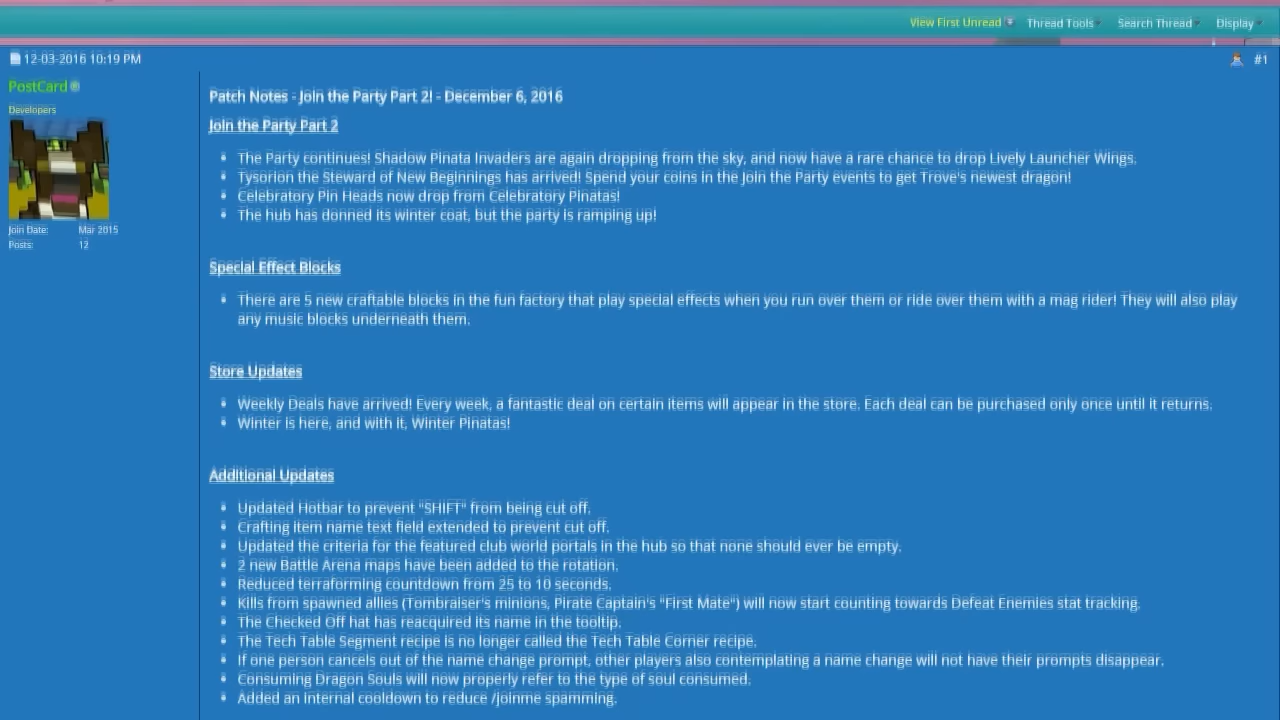 View First Unread Thread Tools Search Thread Display
12-03-2016 10:19 PM #1
PostCard
Developers
Join Date: Mar 2015
Posts: 12
Patch Notes - Join the Party Part 2! - December 6, 2016
Join the Party Part 2
The Party continues! Shadow Pinata Invaders are again dropping from the sky, and now have a rare chance to drop Lively Launcher Wings.
Tysorion the Steward of New Beginnings has arrived! Spend your coins in the Join the Party events to get Trove's newest dragon!
Celebratory Pin Heads now drop from Celebratory Pinatas!
The hub has donned its winter coat, but the party is ramping up!
Special Effect Blocks
There are 5 new craftable blocks in the fun factory that play special effects when you run over them or ride over them with a mag rider! They will also play
any music blocks underneath them.
Store Updates
Weekly Deals have arrived! Every week, a fantastic deal on certain items will appear in the store. Each deal can be purchased only once until it returns.
Winter is here, and with it, Winter Pinatas!
Additional Updates
Updated Hotbar to prevent "SHIFT" from being cut off.
Crafting item name text field extended to prevent cut off.
Updated the criteria for the featured club world portals in the hub so that none should ever be empty.
2 new Battle Arena maps have been added to the rotation.
Reduced terraforming countdown from 25 to 10 seconds.
Kills from spawned allies (Tombraiser's minions, Pirate Captain's "First Mate") will now start counting towards Defeat Enemies stat tracking.
The Checked Off hat has reacquired its name in the tooltip.
The Tech Table Segment recipe is no longer called the Tech Table Corner recipe.
If one person cancels out of the name change prompt, other players also contemplating a name change will not have their prompts disappear.
Consuming Dragon Souls will now properly refer to the type of soul consumed.
Added an internal cooldown to reduce /joinme spamming.